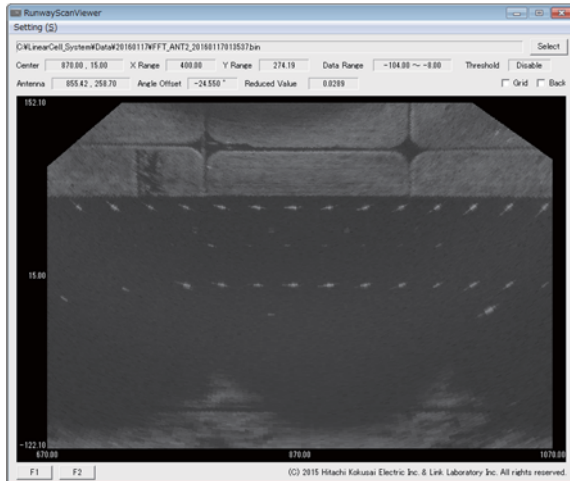 RunwayScanViewer
Setting (S)
C:¥LinearCell_System¥Data¥20160117¥FFT_ANT2_20160117013537.bin Select
Center 870.00 , 15.00 X Range 400.00 Y Range 274.19 Data Range -104.00 ～ -8.00 Threshold Disable
Antenna 855.42 , 258.70 Angle Offset -24.550 ° Reduced Value 0.0289 Grid Back
152.10
15.00
-122.10
670.00 870.00 1070.00
F1 F2 (C) 2015 Hitachi Kokusai Electric Inc. & Link Laboratory Inc. All rights reserved.